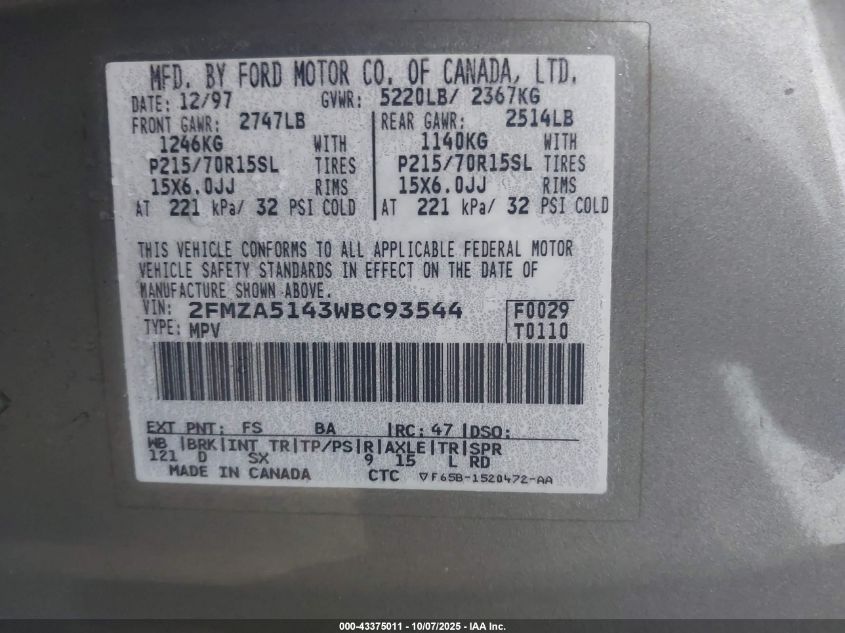 MFD. BY FORD MOTOR CO. OF CANADA, LTD.
DATE: 12/97 GVWR: 5220LB/ 2367KG
FRONT GAWR: 2747LB REAR GAWR: 2514LB
1246KG WITH 1140KG WITH
P215/70R15SL TIRES P215/70R15SL TIRES
15X6.0JJ RIMS 15X6.0JJ RIMS
AT 221 kPa/ 32 PSI COLD AT 221 kPa/ 32 PSI COLD
THIS VEHICLE CONFORMS TO ALL APPLICABLE FEDERAL MOTOR
VEHICLE SAFETY STANDARDS IN EFFECT ON THE DATE OF
MANUFACTURE SHOWN ABOVE.
VIN: 2FMZA5143WBC93544 F0029
TYPE: MPV T0110
EXT PNT: FS BA RC: 47 DSO:
WB BRK INT TR TP/PS R AXLE TR SPR
121 D SX 9 15 L RD
MADE IN CANADA CTC ▽F65B-1520472-AA
000-43375011 - 10/07/2025 - IAA Inc.